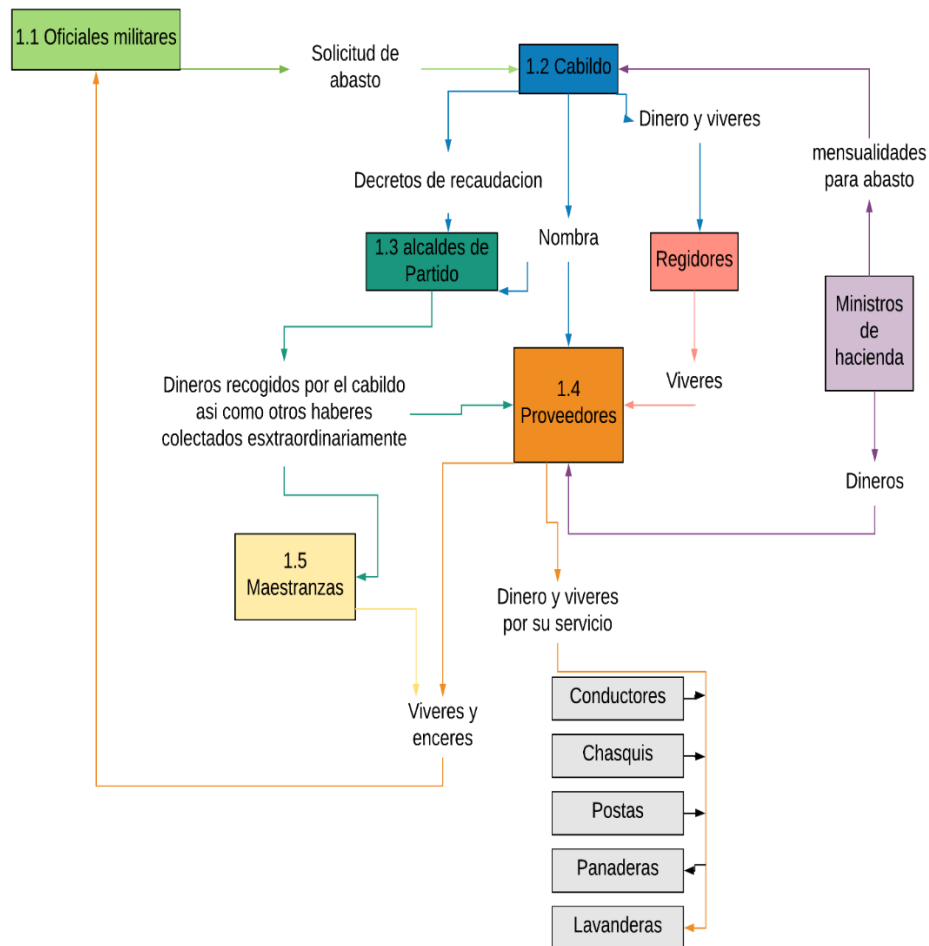 1.1 Oficiales militares
Solicitud de
abasto
1.2 Cabildo
Dinero y viveres
mensualidades
para abasto
Decretos de recaudacion
Nombra
1.3 alcaldes de
Partido
Regidores
Ministros
de
hacienda
Viveres
Dineros recogidos por el cabildo
asi como otros haberes
colectados esxtraordinariamente
1.4
Proveedores
Dineros
1.5
Maestranzas
Dinero y viveres
por su servicio
Viveres y
enceres
Conductores
Chasquis
Postas
Panaderas
Lavanderas